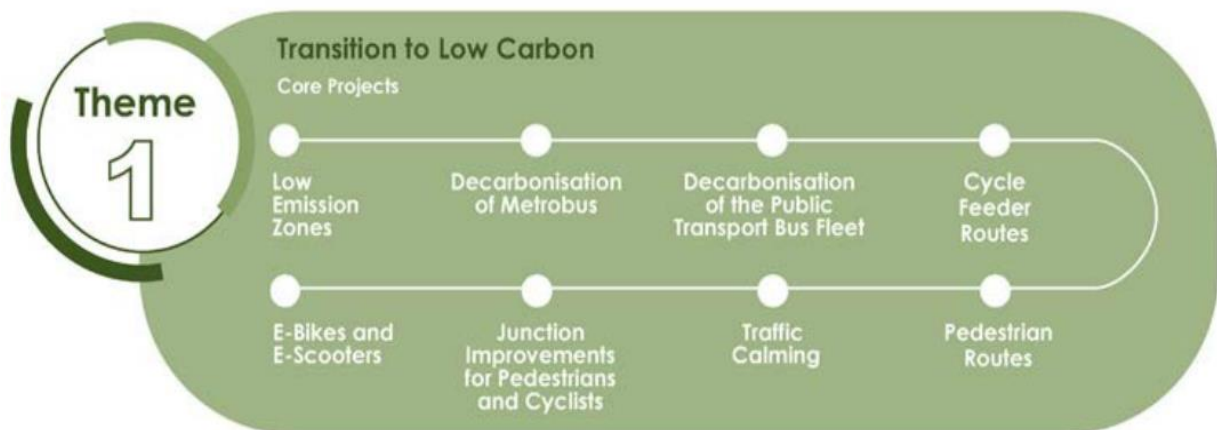 Theme
1
Transition to Low Carbon
Core Projects
Low
Emission
Zones
Decarbonisation
of Metrobus
Decarbonisation
of the Public
Transport Bus Fleet
Cycle
Feeder
Routes
E-Bikes and
E-Scooters
Junction
Improvements
for Pedestrians
and Cyclists
Traffic
Calming
Pedestrian
Routes